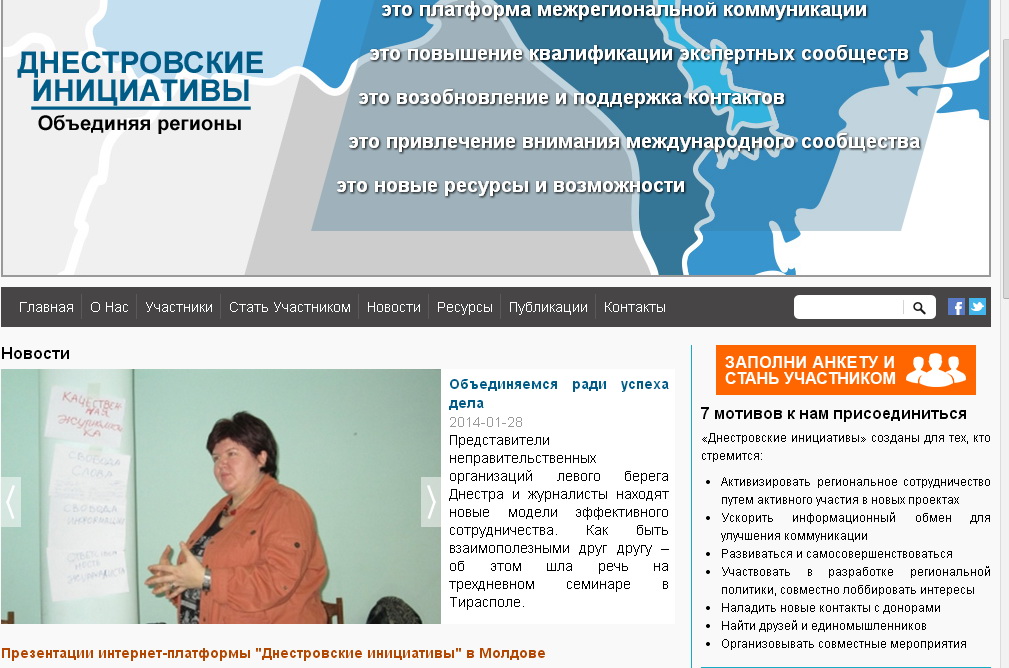 это платформа межрегиональной коммуникации
это повышение квалификации экспертных сообществ
это возобновление и поддержка контактов
это привлечение внимания международного сообщества
это новые ресурсы и возможности
ДНЕСТРОВСКИЕ
ИНИЦИАТИВЫ
Объединяя регионы
Главная О Нас Участники Стать Участником Новости Ресурсы Публикации Контакты
Новости
КАЧЕСТВЕН
НАЯ
ЖУРНАЛИСТИ
КА
СВОБОДА
СЛОВА
СВОБОДА
ИНФОРМАЦИИ
Объединяемся ради успеха
дела
2014-01-28
Представители
неправительственных
организаций левого берега
Днестра и журналисты находят
новые модели эффективного
сотрудничества. Как быть
взаимополезными друг другу –
об этом шла речь на
трехдневном семинаре в
Тирасполе.
Презентации интернет-платформы "Днестровские инициативы" в Молдове
ЗАПОЛНИ АНКЕТУ И
СТАНЬ УЧАСТНИКОМ
7 мотивов к нам присоединиться
«Днестровские инициативы» созданы для тех, кто
стремится:
• Активизировать региональное сотрудничество
путем активного участия в новых проектах
• Ускорить информационный обмен для
улучшения коммуникации
• Развиваться и самосовершенствоваться
• Участвовать в разработке региональной
политики, совместно лоббировать интересы
• Наладить новые контакты с донорами
• Найти друзей и единомышленников
• Организовывать совместные мероприятия